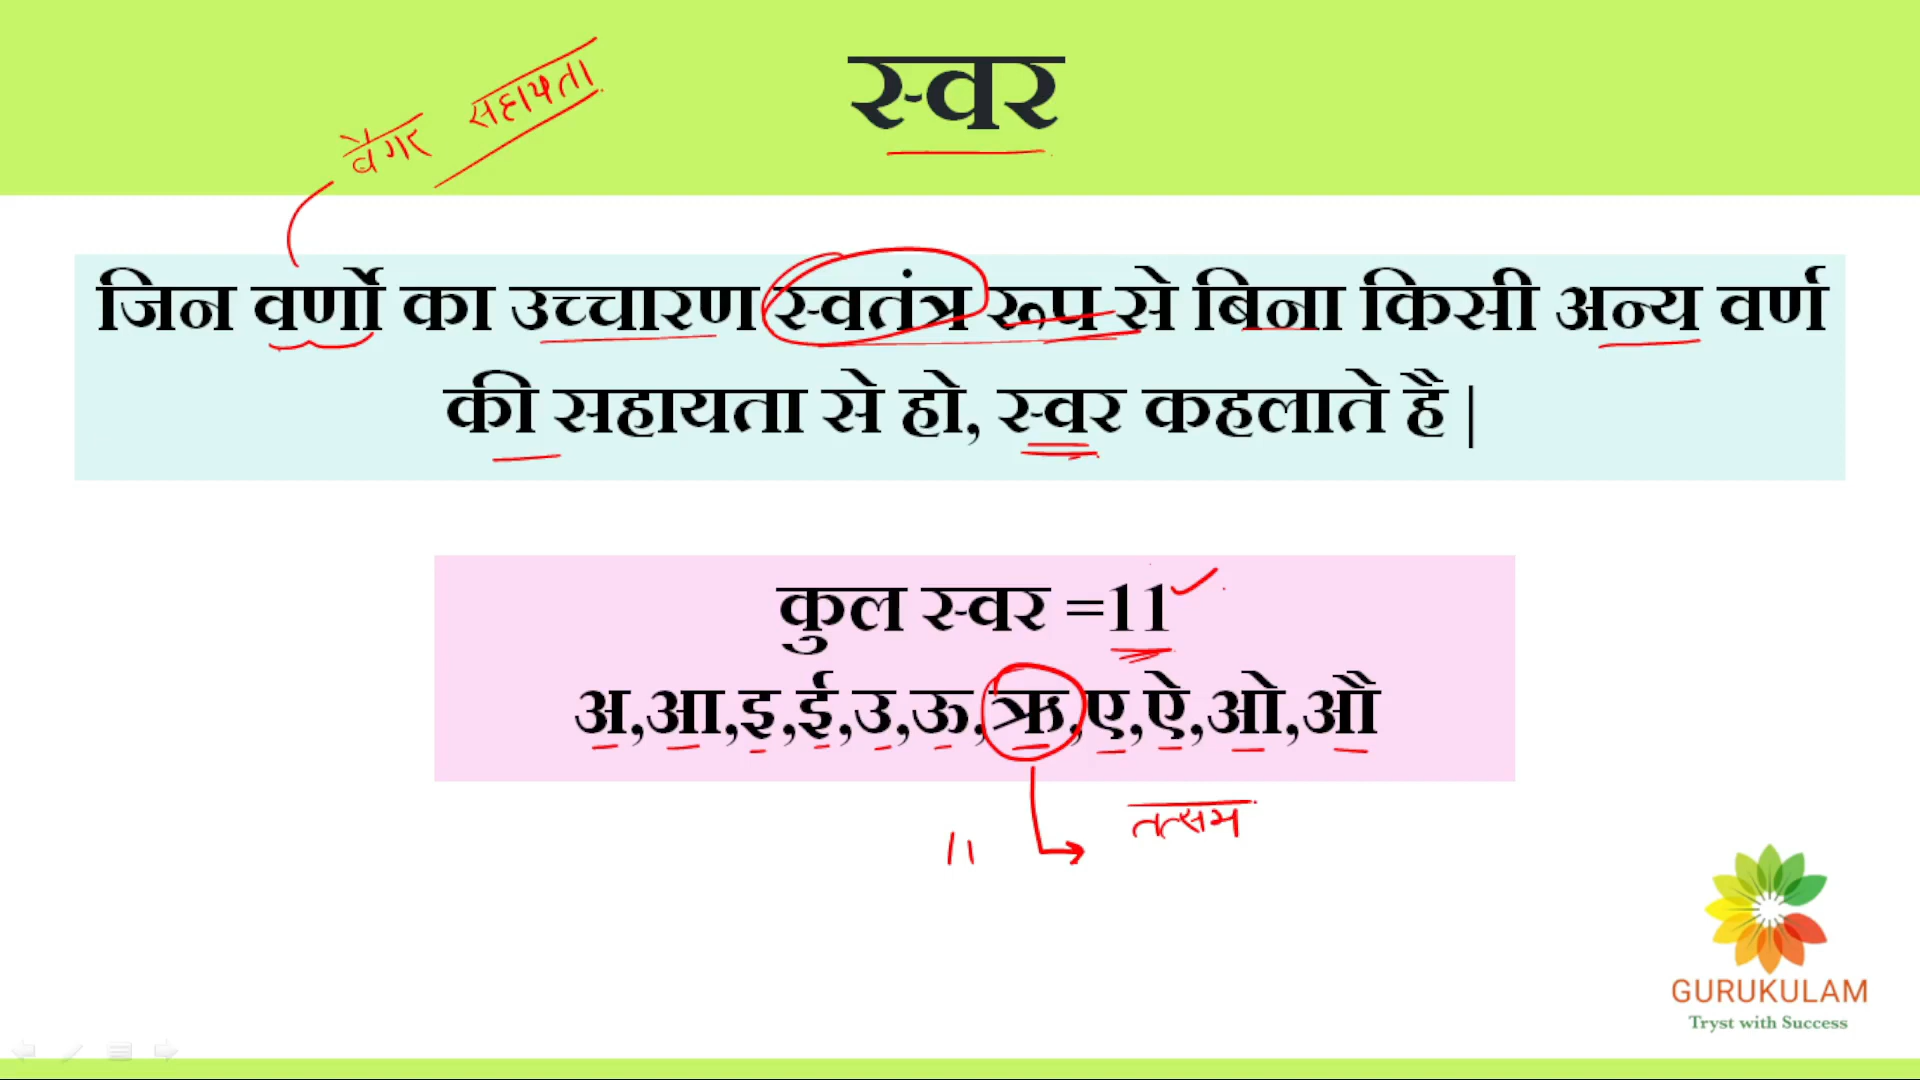 स्वर
बेगर सहायता
जिन वर्णो का उच्चारण स्वतंत्र रूप से बिना किसी अन्य वर्ण
की सहायता से हो, स्वर कहलाते है |
कुल स्वर =11
अ,आ,इ,ई,उ,ऊ,ऋ,ए,ऐ,ओ,औ
तत्सम
11
GURUKULAM
Tryst with Success